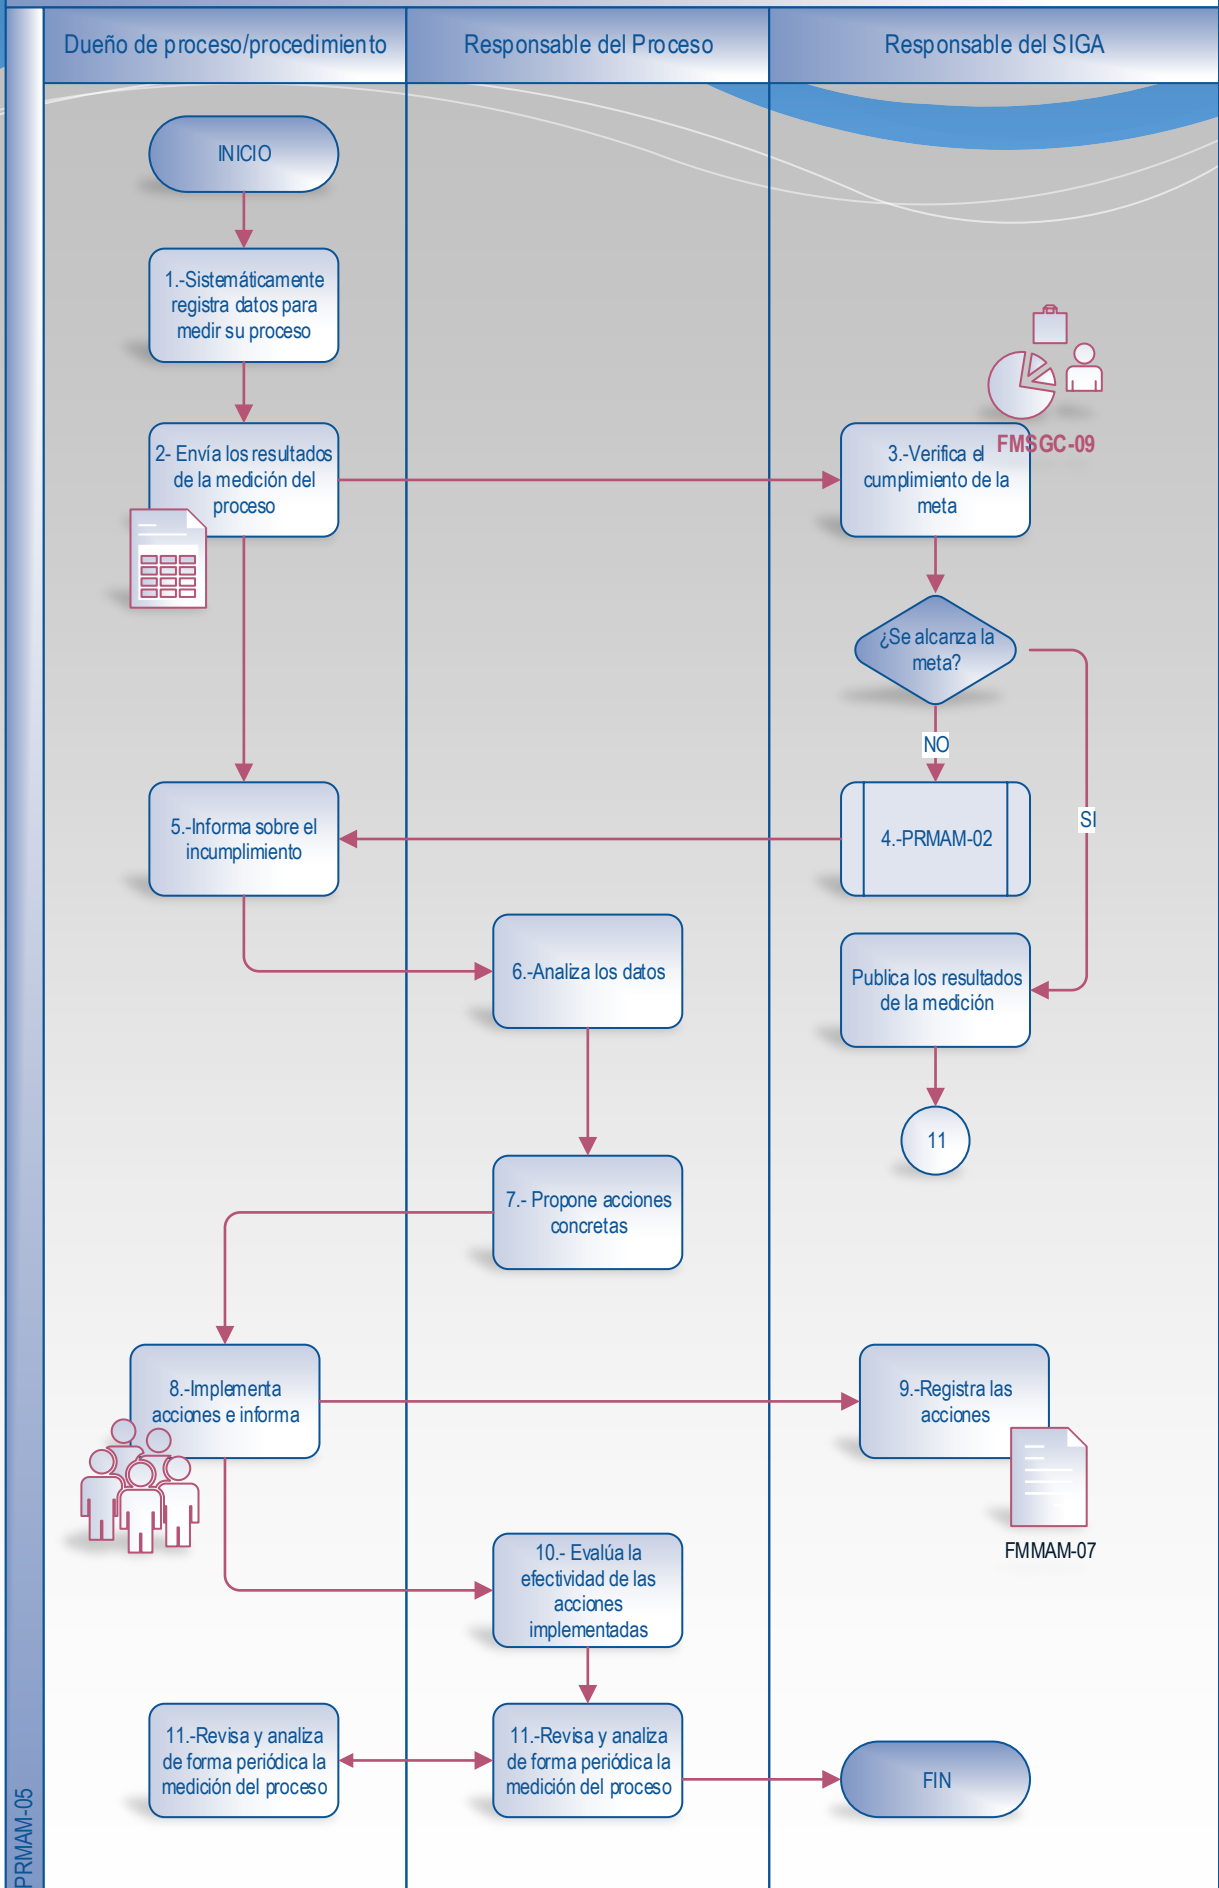 Dueño de proceso/procedimiento
Responsable del Proceso
Responsable del SIGA
INICIO
1.-Sistemáticamente
registra datos para
medir su proceso
2- Envía los resultados
de la medición del
proceso
FMSGC-09
3.-Verifica el
cumplimiento de la
meta
¿Se alcanza la
meta?
NO
SI
5.-Informa sobre el
incumplimiento
4.-PRMAM-02
6.-Analiza los datos
Publica los resultados
de la medición
11
7.- Propone acciones
concretas
8.-Implementa
acciones e informa
9.-Registra las
acciones
FMMAM-07
10.- Evalúa la
efectividad de las
acciones
implementadas
11.-Revisa y analiza
de forma periódica la
medición del proceso
11.-Revisa y analiza
de forma periódica la
medición del proceso
FIN
PRMAM-05